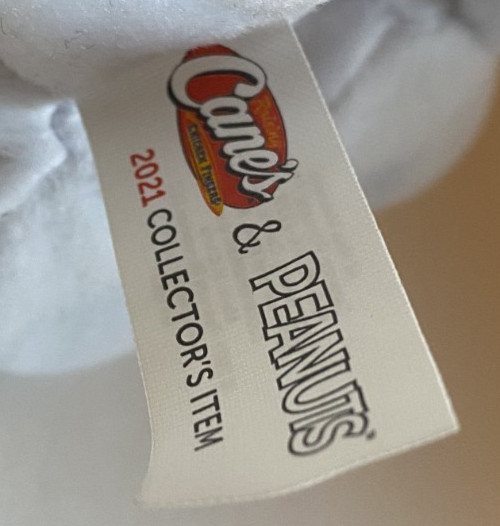 Raising
Cane's
CHICKEN FINGERS
& PEANUTS
2021 COLLECTOR'S ITEM